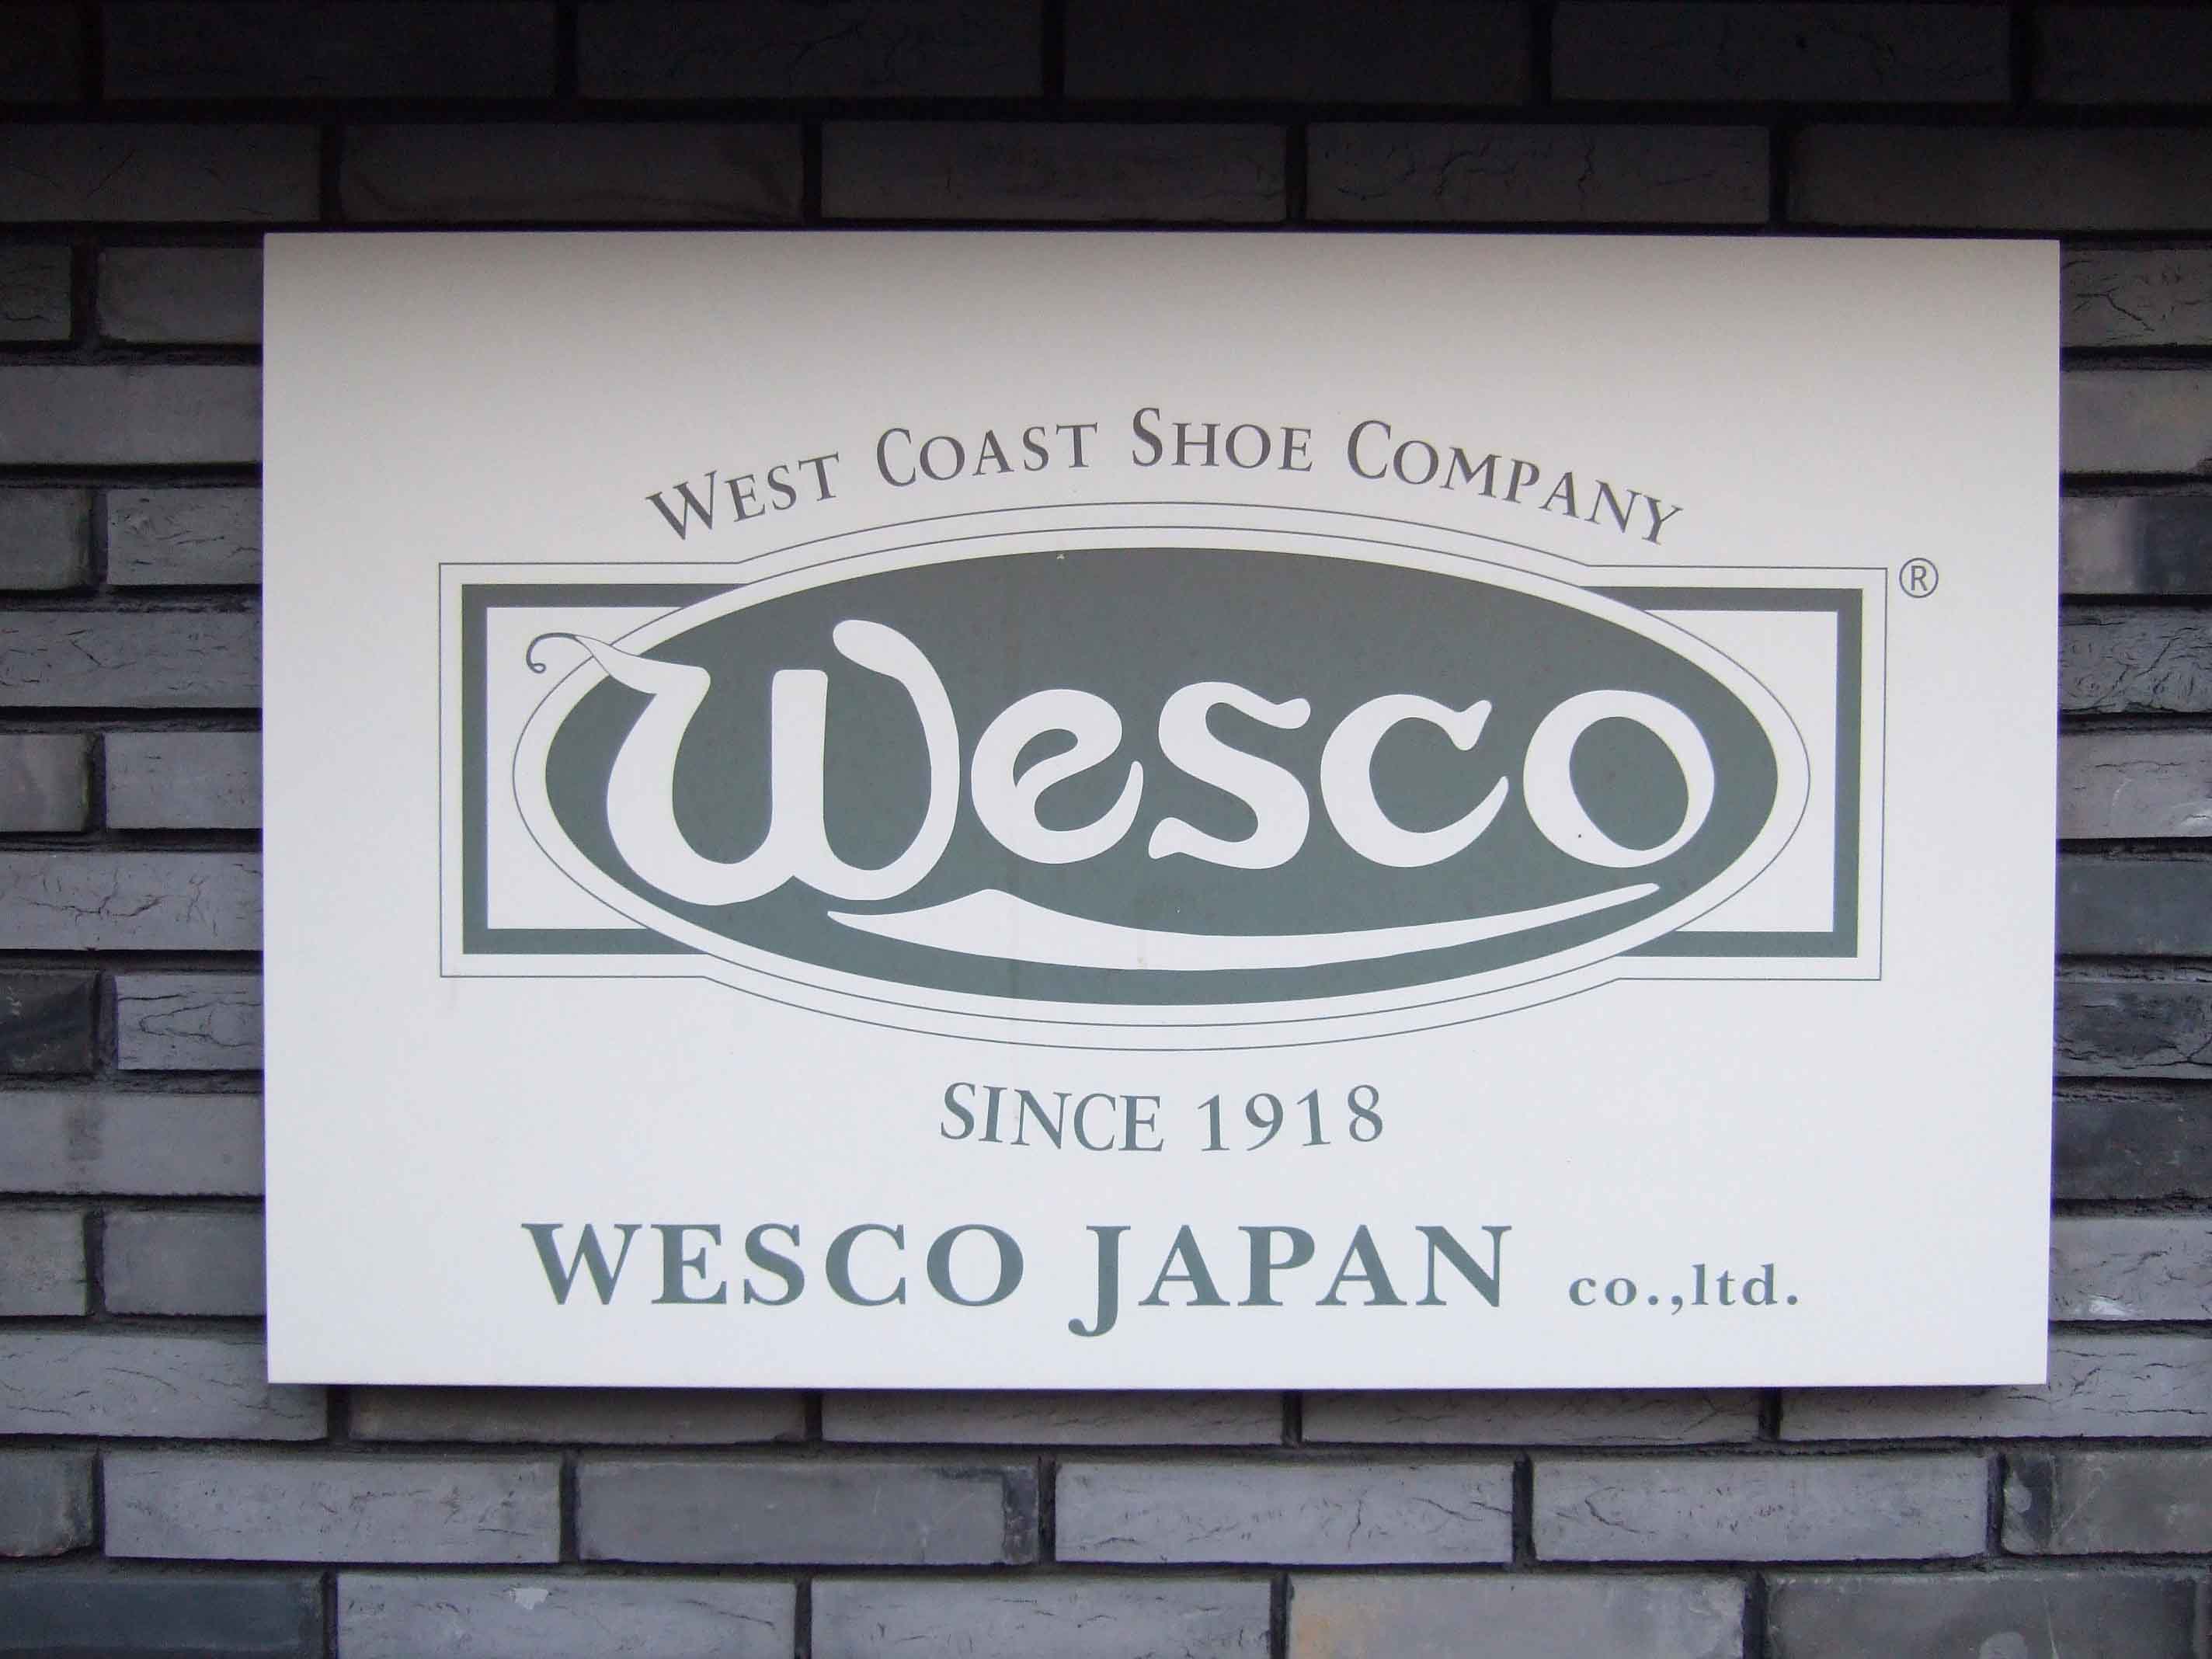 WEST COAST SHOE COMPANY
Wesco ®
SINCE 1918
WESCO JAPAN co.,ltd.